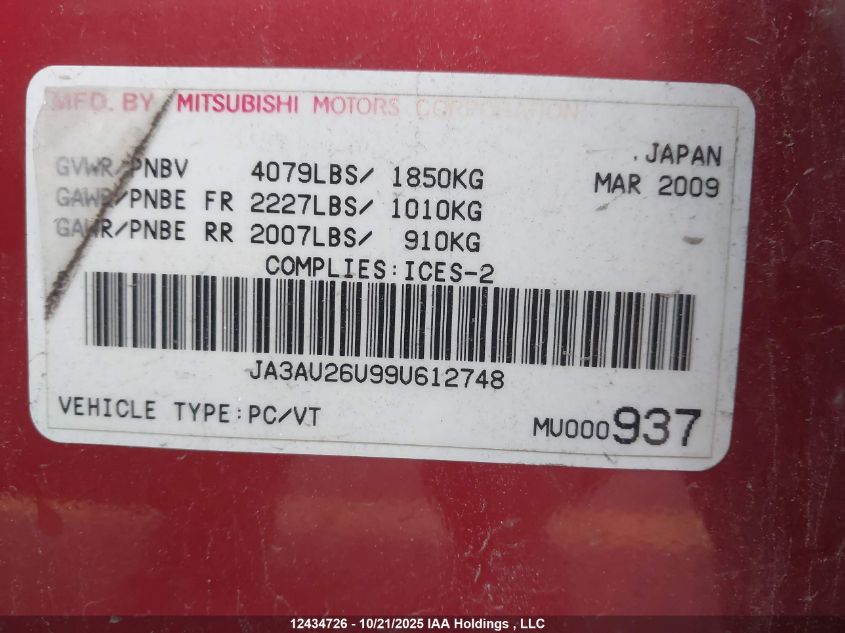 MFD. BY MITSUBISHI MOTORS CORPORATION
JAPAN
MAR 2009
GVWR/PNBV 4079LBS/ 1850KG
GAWR/PNBE FR 2227LBS/ 1010KG
GAWR/PNBE RR 2007LBS/ 910KG
COMPLIES:ICES-2
JA3AU26U99U612748
VEHICLE TYPE:PC/VT
MU000937
12434726 - 10/21/2025 IAA Holdings , LLC